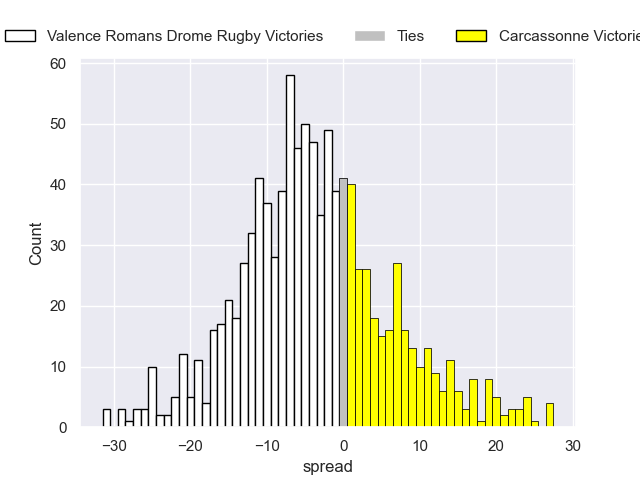 Valence Romans Drome Rugby Victories Ties Carcassonne Victorie
60
50
40
30
20
10
0
Count
−30 −20 −10 0 10 20 30
spread